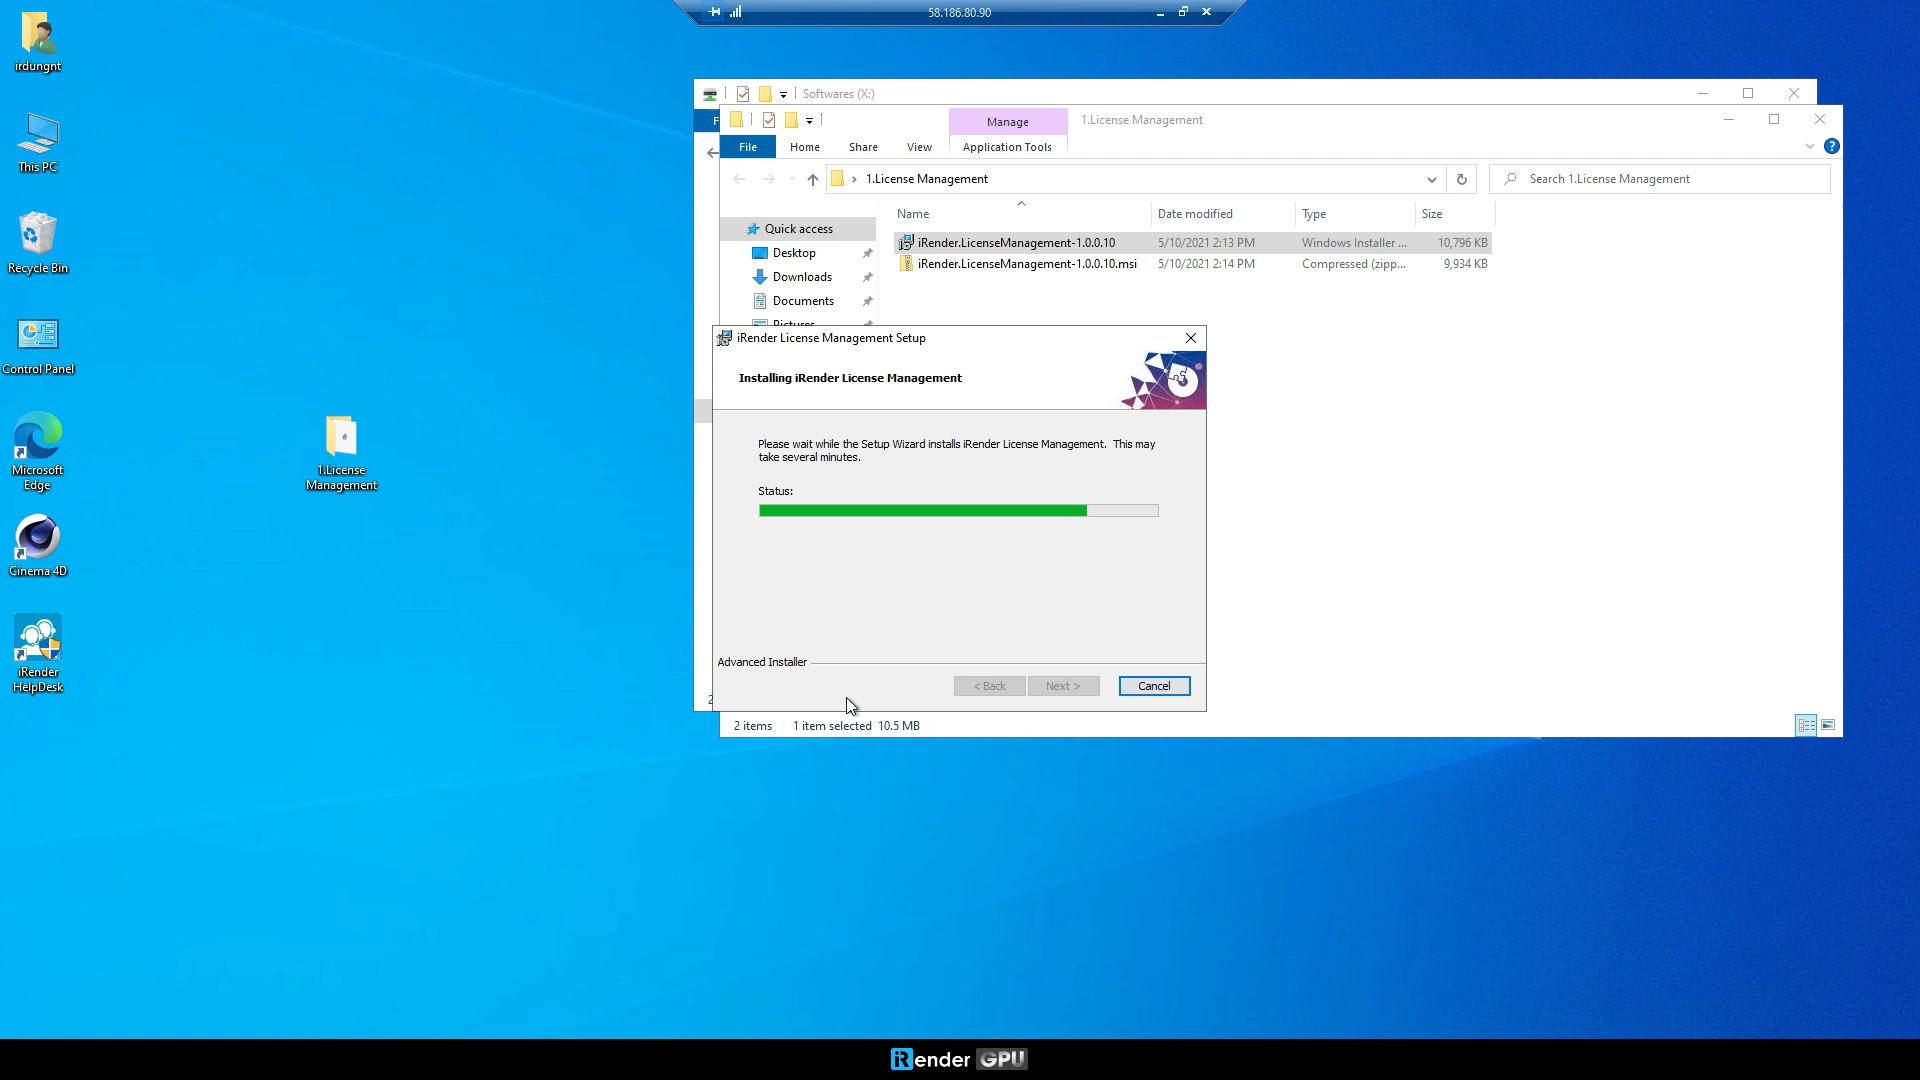 58.186.80.90
irdungnt
This PC
Recycle Bin
Control Panel
Microsoft
Edge
Cinema 4D
iRender
HelpDesk
1.License
Management
Softwares (X:)
F
Manage
1.License Management
File
Home
Share
View
Application Tools
1.License Management
Search 1.License Management
Name
Date modified
Type
Size
Quick access
Desktop
Downloads
Documents
Pictures
iRender.LicenseManagement-1.0.0.10
5/10/2021 2:13 PM
Windows Installer ...
10,796 KB
iRender.LicenseManagement-1.0.0.10.msi
5/10/2021 2:14 PM
Compressed (zipp...
9,934 KB
iRender License Management Setup
Installing iRender License Management
Please wait while the Setup Wizard installs iRender License Management. This may
take several minutes.
Status:
Advanced Installer
< Back
Next >
Cancel
2
2 items
1 item selected 10.5 MB
iRender GPU